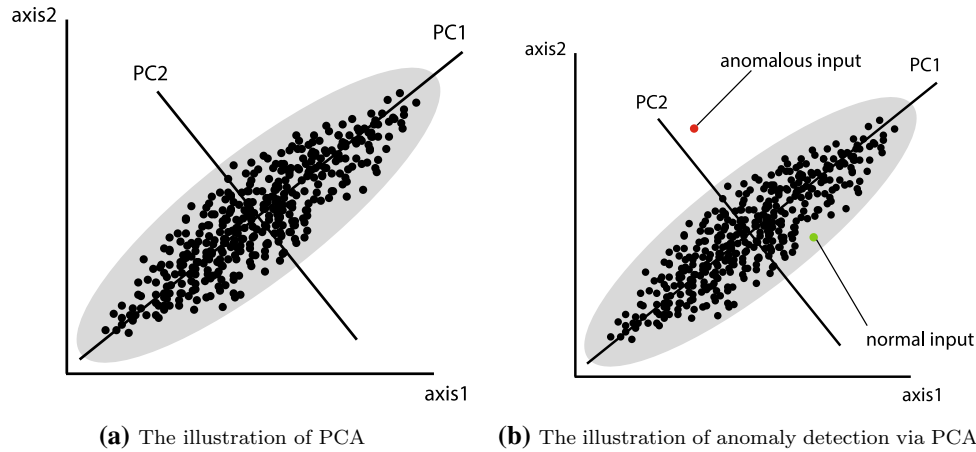 axis2
PC1
PC2
axis1
(a) The illustration of PCA
axis2
anomalous input
PC1
PC2
normal input
axis1
(b) The illustration of anomaly detection via PCA